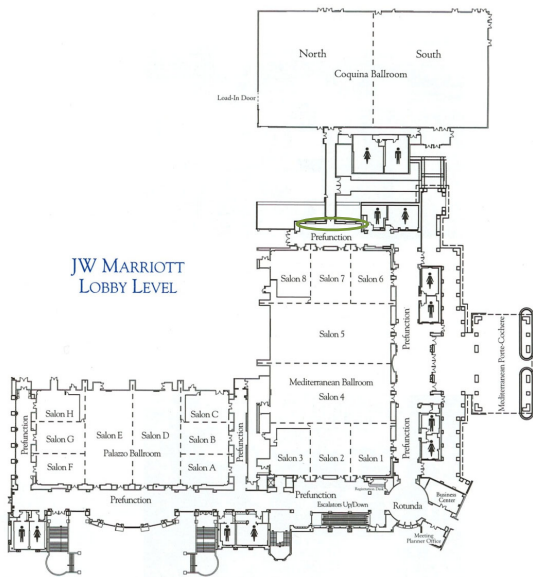 North
South
Coquina Ballroom
Load-In Door
Prefunction
JW MARRIOTT
LOBBY LEVEL
Salon 8
Salon 7
Salon 6
Salon 5
Prefunction
Mediterranean Porte-Cochere
Mediterranean Ballroom
Salon 4
Salon 3
Salon 2
Salon 1
Prefunction
Prefunction
Salon H
Salon C
Salon G
Salon E
Salon D
Salon B
Palazzo Ballroom
Salon F
Salon A
Prefunction
Prefunction
Prefunction
Escalators Up/Down
Rotunda
Business
Center
Meeting
Planner Office